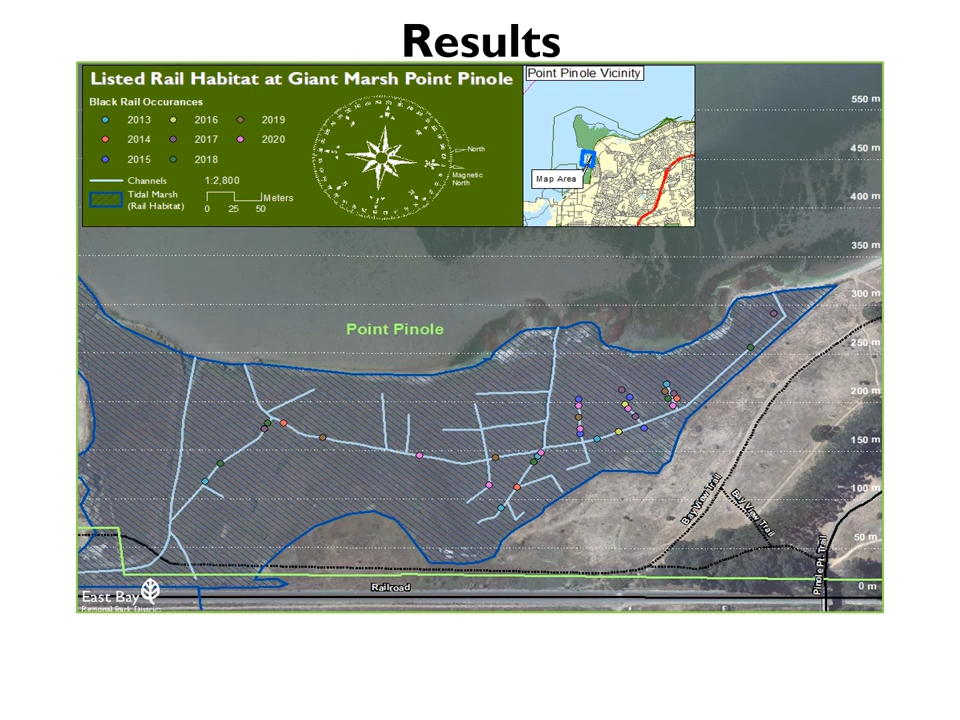 Results
Listed Rail Habitat at Giant Marsh Point Pinole
Black Rail Occurances
2013
2016
2019
2014
2017
2020
2015
2018
Channels
1:2,800
Tidal Marsh
(Rail Habitat)
Meters
0 25 50
North
Magnetic
North
Point Pinole Vicinity
Map Area
550 m
450 m
400 m
350 m
300 m
250 m
200 m
150 m
100 m
50 m
0 m
Point Pinole
Bay View Trail
Bay View Trail
Pinole Pt. Trail
Railroad
East Bay
Regional Park District